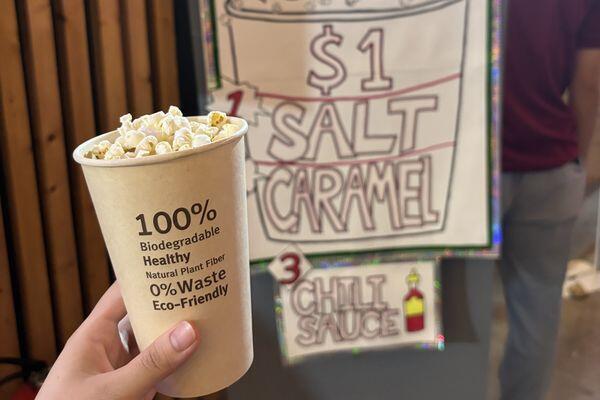 $1
1
SALT
CARAMEL
3
CHILI
SAUCE
100%
Biodegradable
Healthy
Natural Plant Fiber
0%Waste
Eco-Friendly